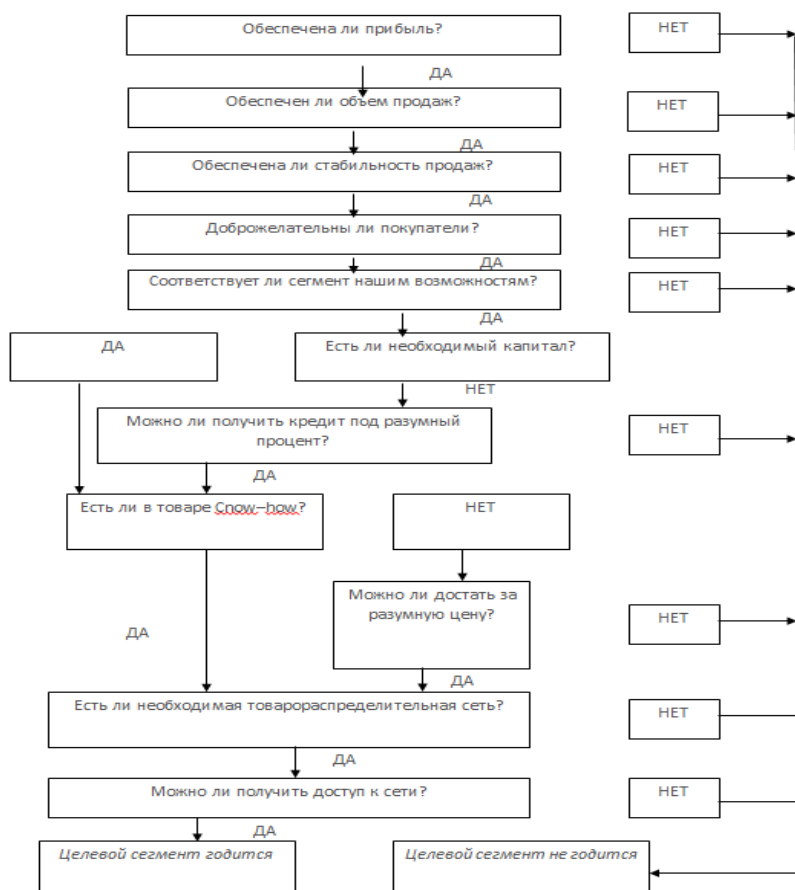 Обеспечена ли прибыль?
НЕТ
ДА
Обеспечен ли объем продаж?
НЕТ
ДА
Обеспечена ли стабильность продаж?
НЕТ
ДА
Доброжелательны ли покупатели?
НЕТ
ДА
Соответствует ли сегмент нашим возможностям?
НЕТ
ДА
ДА
Есть ли необходимый капитал?
НЕТ
Можно ли получить кредит под разумный
процент?
НЕТ
ДА
Есть ли в товаре Cnow–how?
НЕТ
Можно ли достать за
разумную цену?
НЕТ
ДА
ДА
Есть ли необходимая товарораспределительная сеть?
НЕТ
ДА
Можно ли получить доступ к сети?
НЕТ
ДА
Целевой сегмент годится
Целевой сегмент не годится